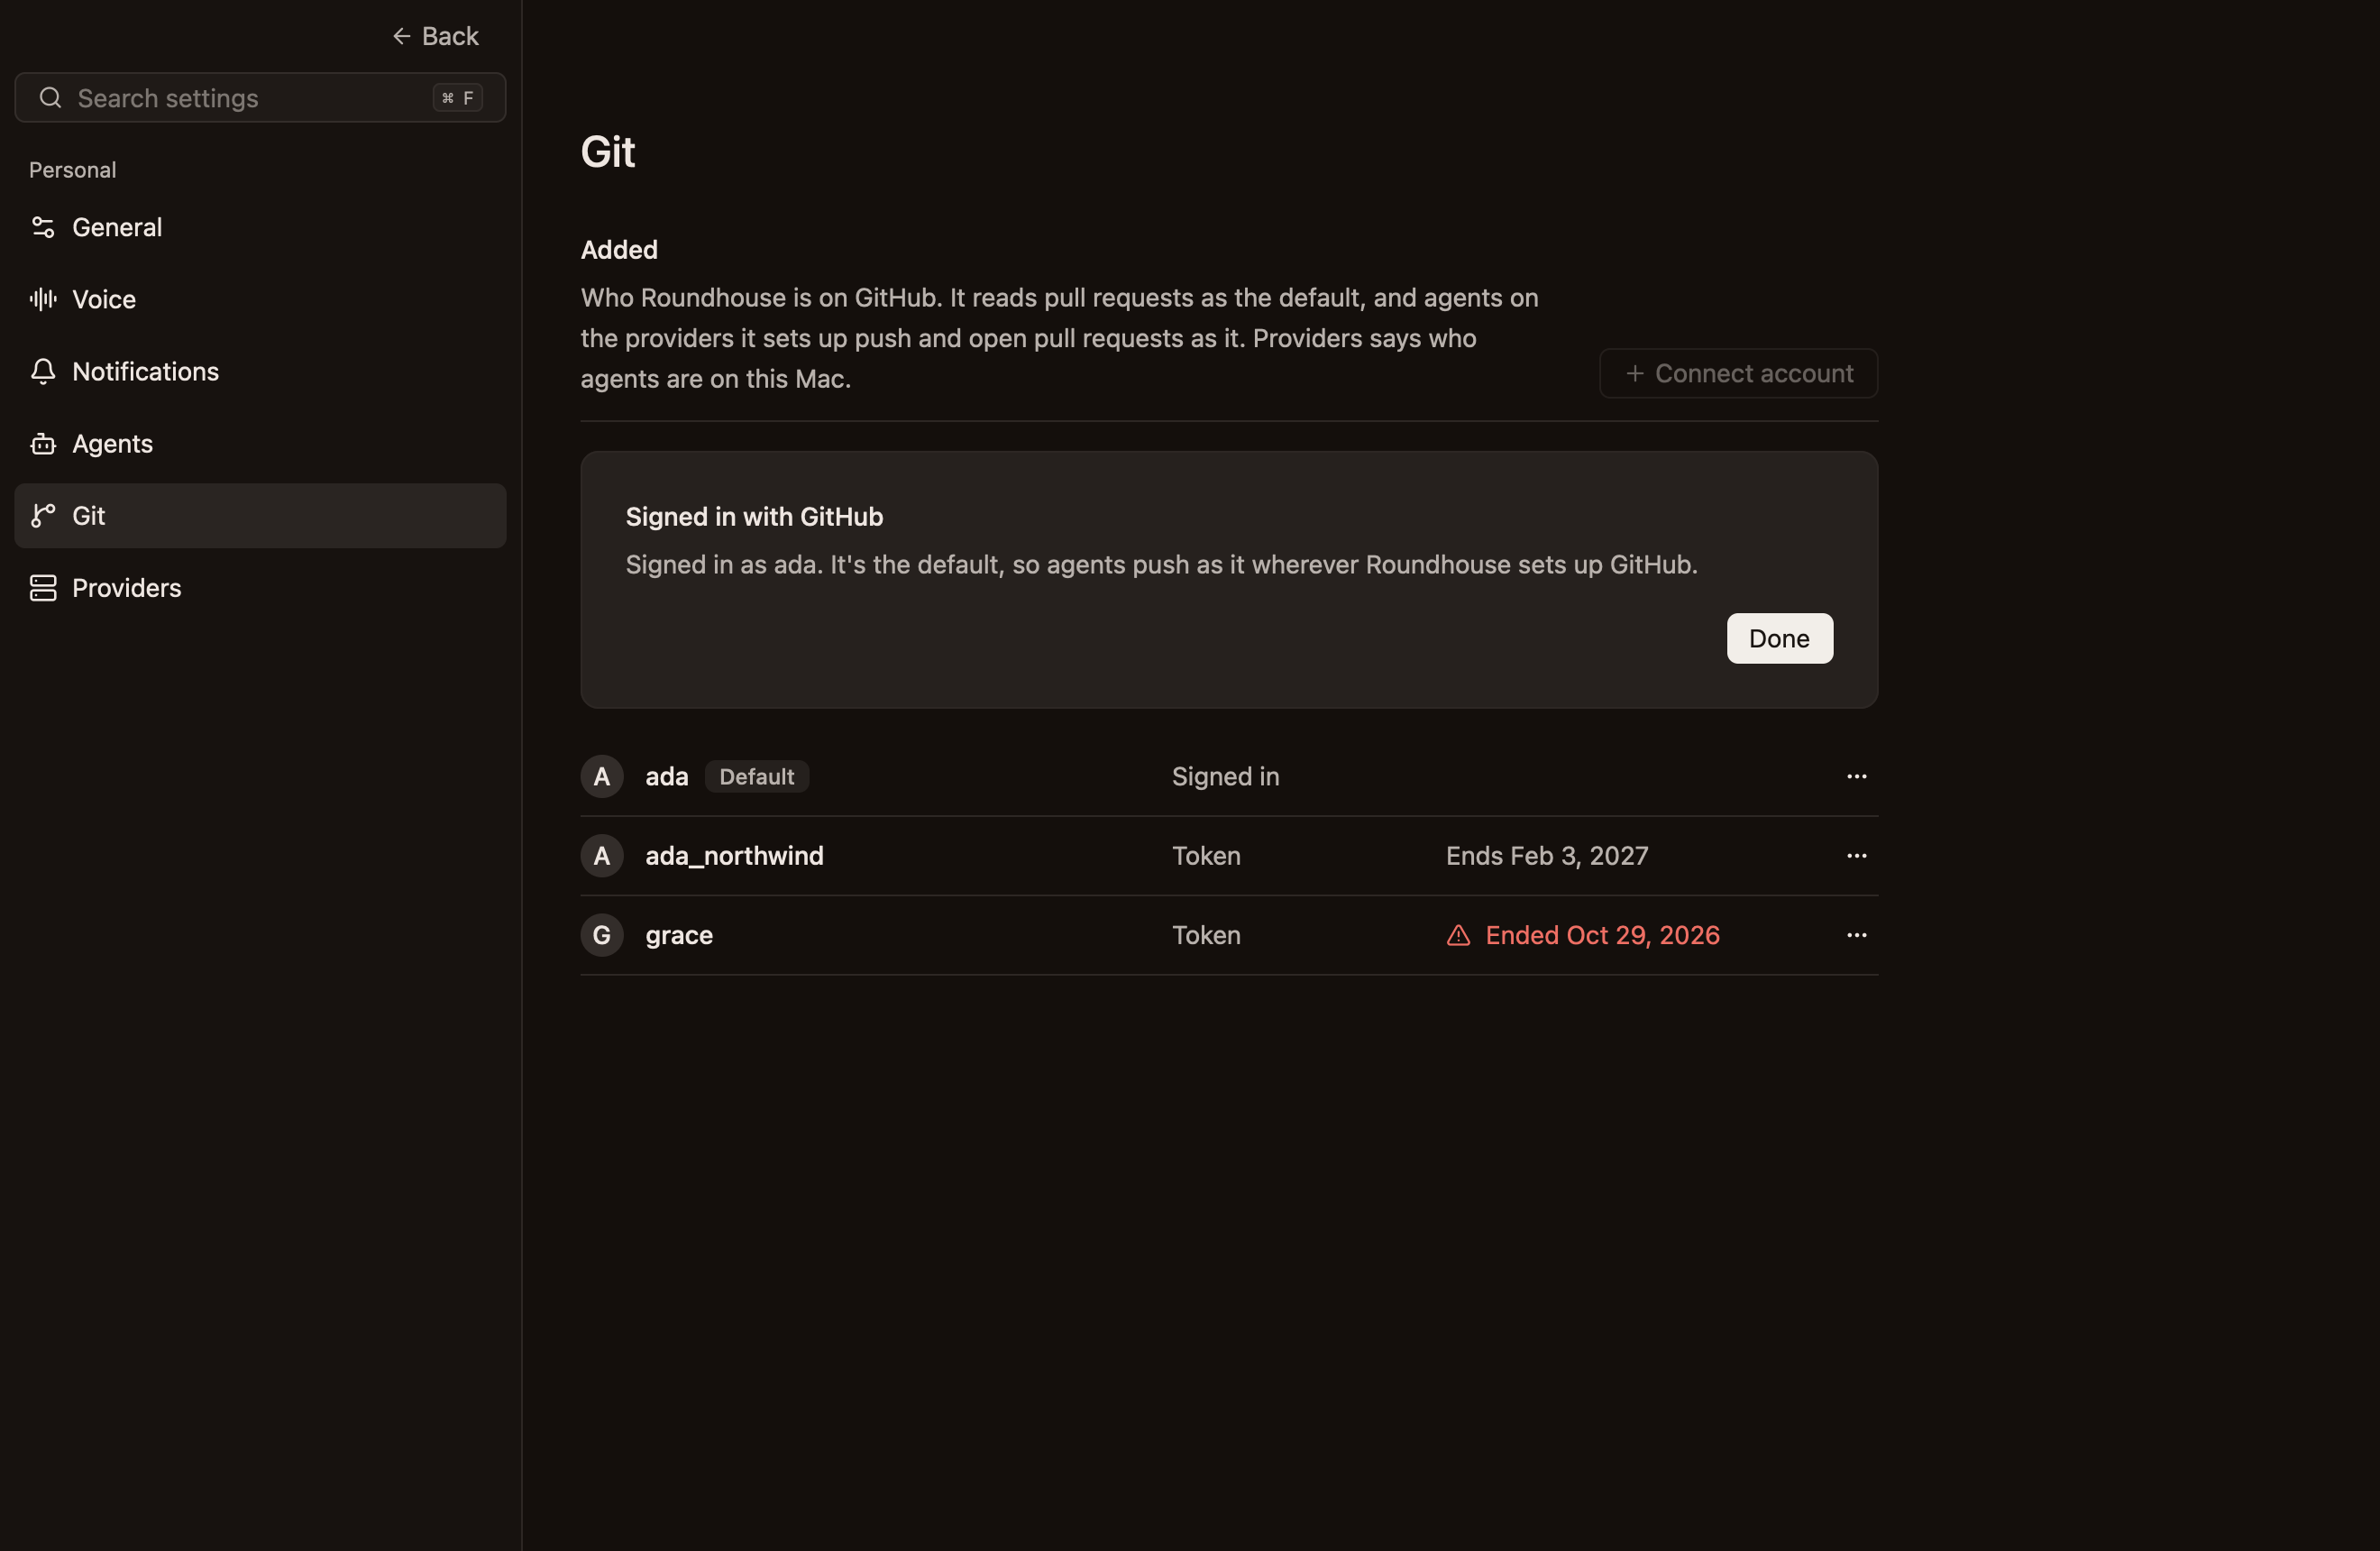 Back
Search settings
⌘ F
Personal
General
Voice
Notifications
Agents
Git
Providers
Git
Added
Who Roundhouse is on GitHub. It reads pull requests as the default, and agents on
the providers it sets up push and open pull requests as it. Providers says who
agents are on this Mac.
Connect account
Signed in with GitHub
Signed in as ada. It's the default, so agents push as it wherever Roundhouse sets up GitHub.
Done
A ada Default Signed in
A ada_northwind Token Ends Feb 3, 2027
G grace Token Ended Oct 29, 2026